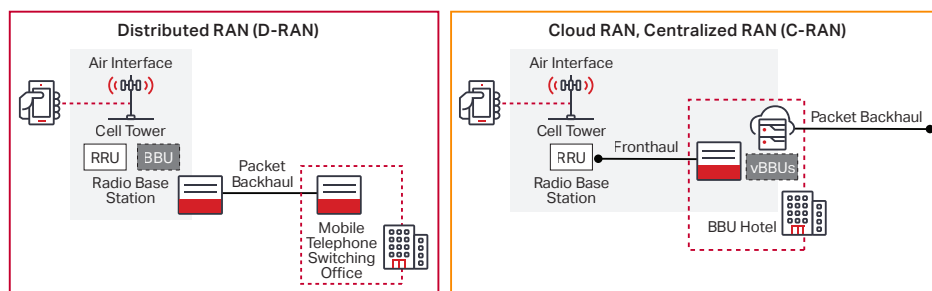 Distributed RAN (D-RAN)
Air Interface
Cell Tower
RRU
BBU
Radio Base
Station
Packet
Backhaul
Mobile
Telephone
Switching
Office
Cloud RAN, Centralized RAN (C-RAN)
Air Interface
Cell Tower
RRU
Radio Base
Station
Fronthaul
vBBUs
Packet Backhaul
BBU Hotel